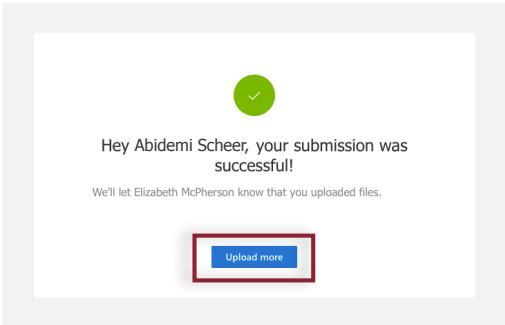 Hey Abidemi Scheer, your submission was
successful!
We'll let Elizabeth McPherson know that you uploaded files.
Upload more